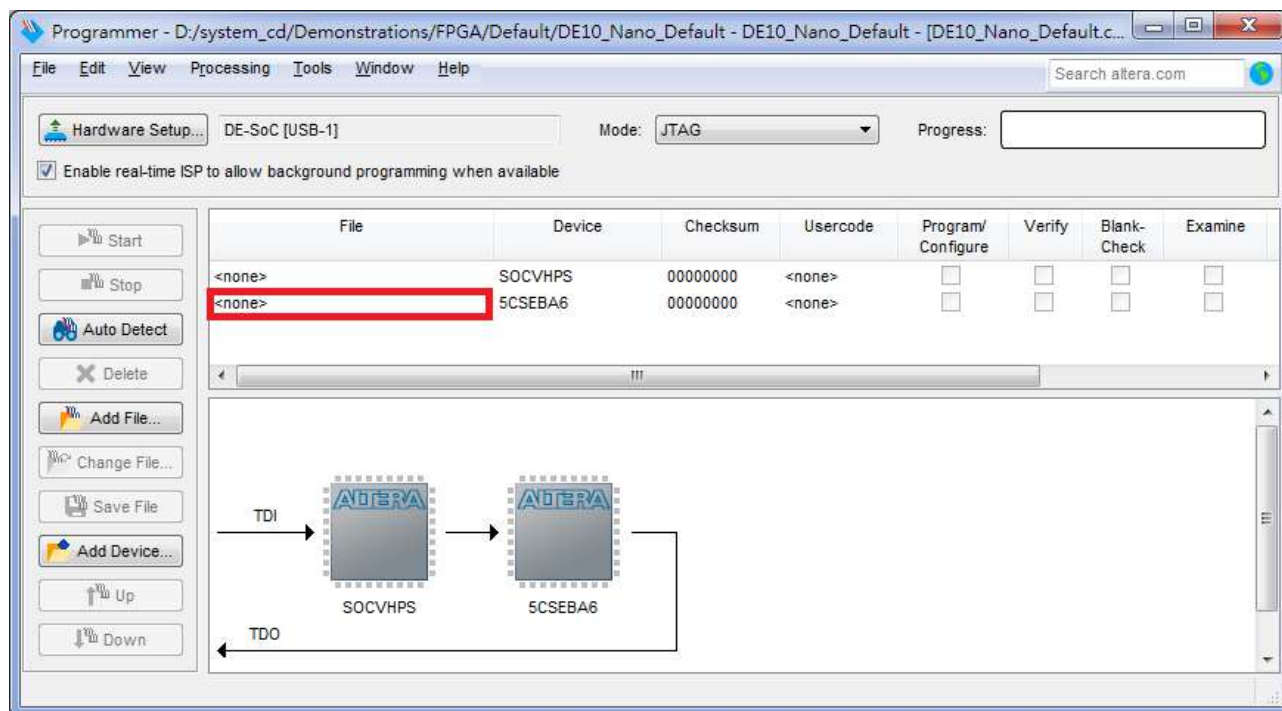 Programmer - D:/system_cd/Demonstrations/FPGA/Default/DE10_Nano_Default - DE10_Nano_Default - [DE10_Nano_Default.c...
File Edit View Processing Tools Window Help
Search altera.com
Hardware Setup... DE-SoC [USB-1] Mode: JTAG Progress:
Enable real-time ISP to allow background programming when available
Start
Stop
Auto Detect
Delete
Add File...
Change File...
Save File
Add Device...
Up
Down
File Device Checksum Usercode Program/Configure Verify Blank-Check Examine
<none> SOCVHPS 00000000 <none>
<none> 5CSEBA6 00000000 <none>
ALTERA ALTERA
TDI
SOCVHPS 5CSEBA6
TDO